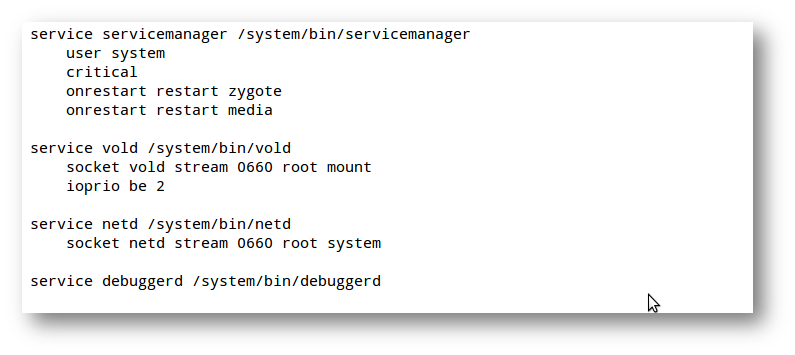 service servicemanager /system/bin/servicemanager
    user system
    critical
    onrestart restart zygote
    onrestart restart media

service vold /system/bin/vold
    socket vold stream 0660 root mount
    ioprio be 2

service netd /system/bin/netd
    socket netd stream 0660 root system

service debuggerd /system/bin/debuggerd